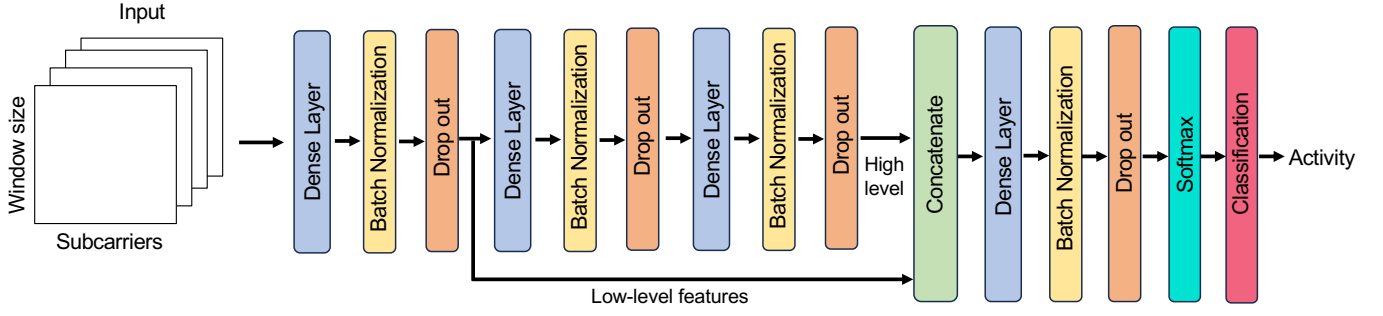 Input
Window size
Subcarriers
Dense Layer
Batch Normalization
Drop out
Dense Layer
Batch Normalization
Drop out
Dense Layer
Batch Normalization
Drop out
High
level
Low-level features
Concatenate
Dense Layer
Batch Normalization
Drop out
Softmax
Classification
Activity